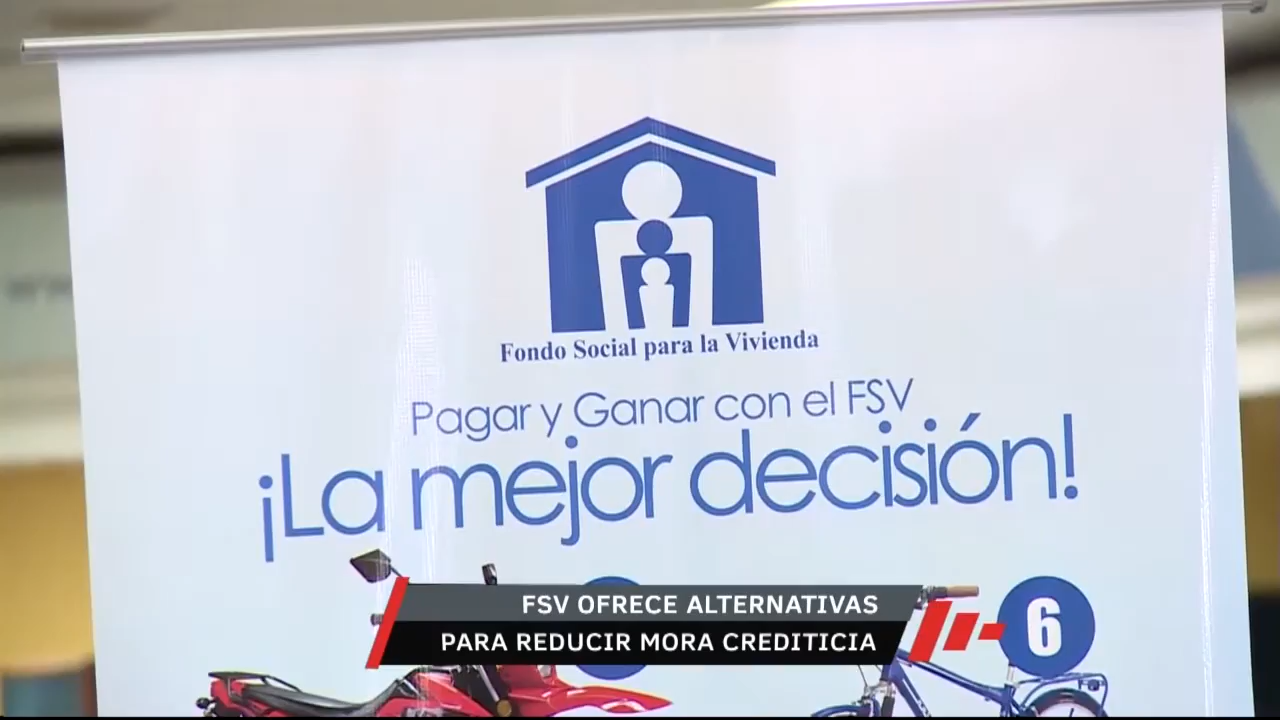 Fondo Social para la Vivienda
Pagar y Ganar con el FSV
¡La mejor decisión!
FSV OFRECE ALTERNATIVAS
PARA REDUCIR MORA CREDITICIA
6